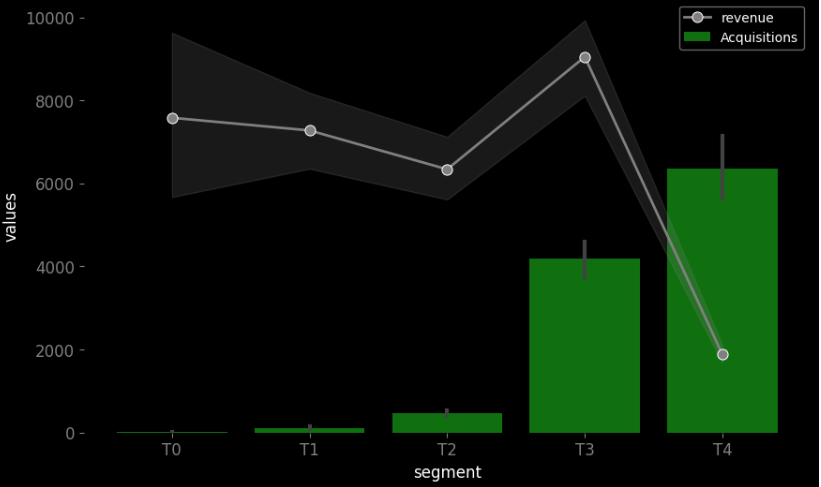 10000
8000
6000
4000
2000
0
values
T0 T1 T2 T3 T4
segment
revenue
Acquisitions